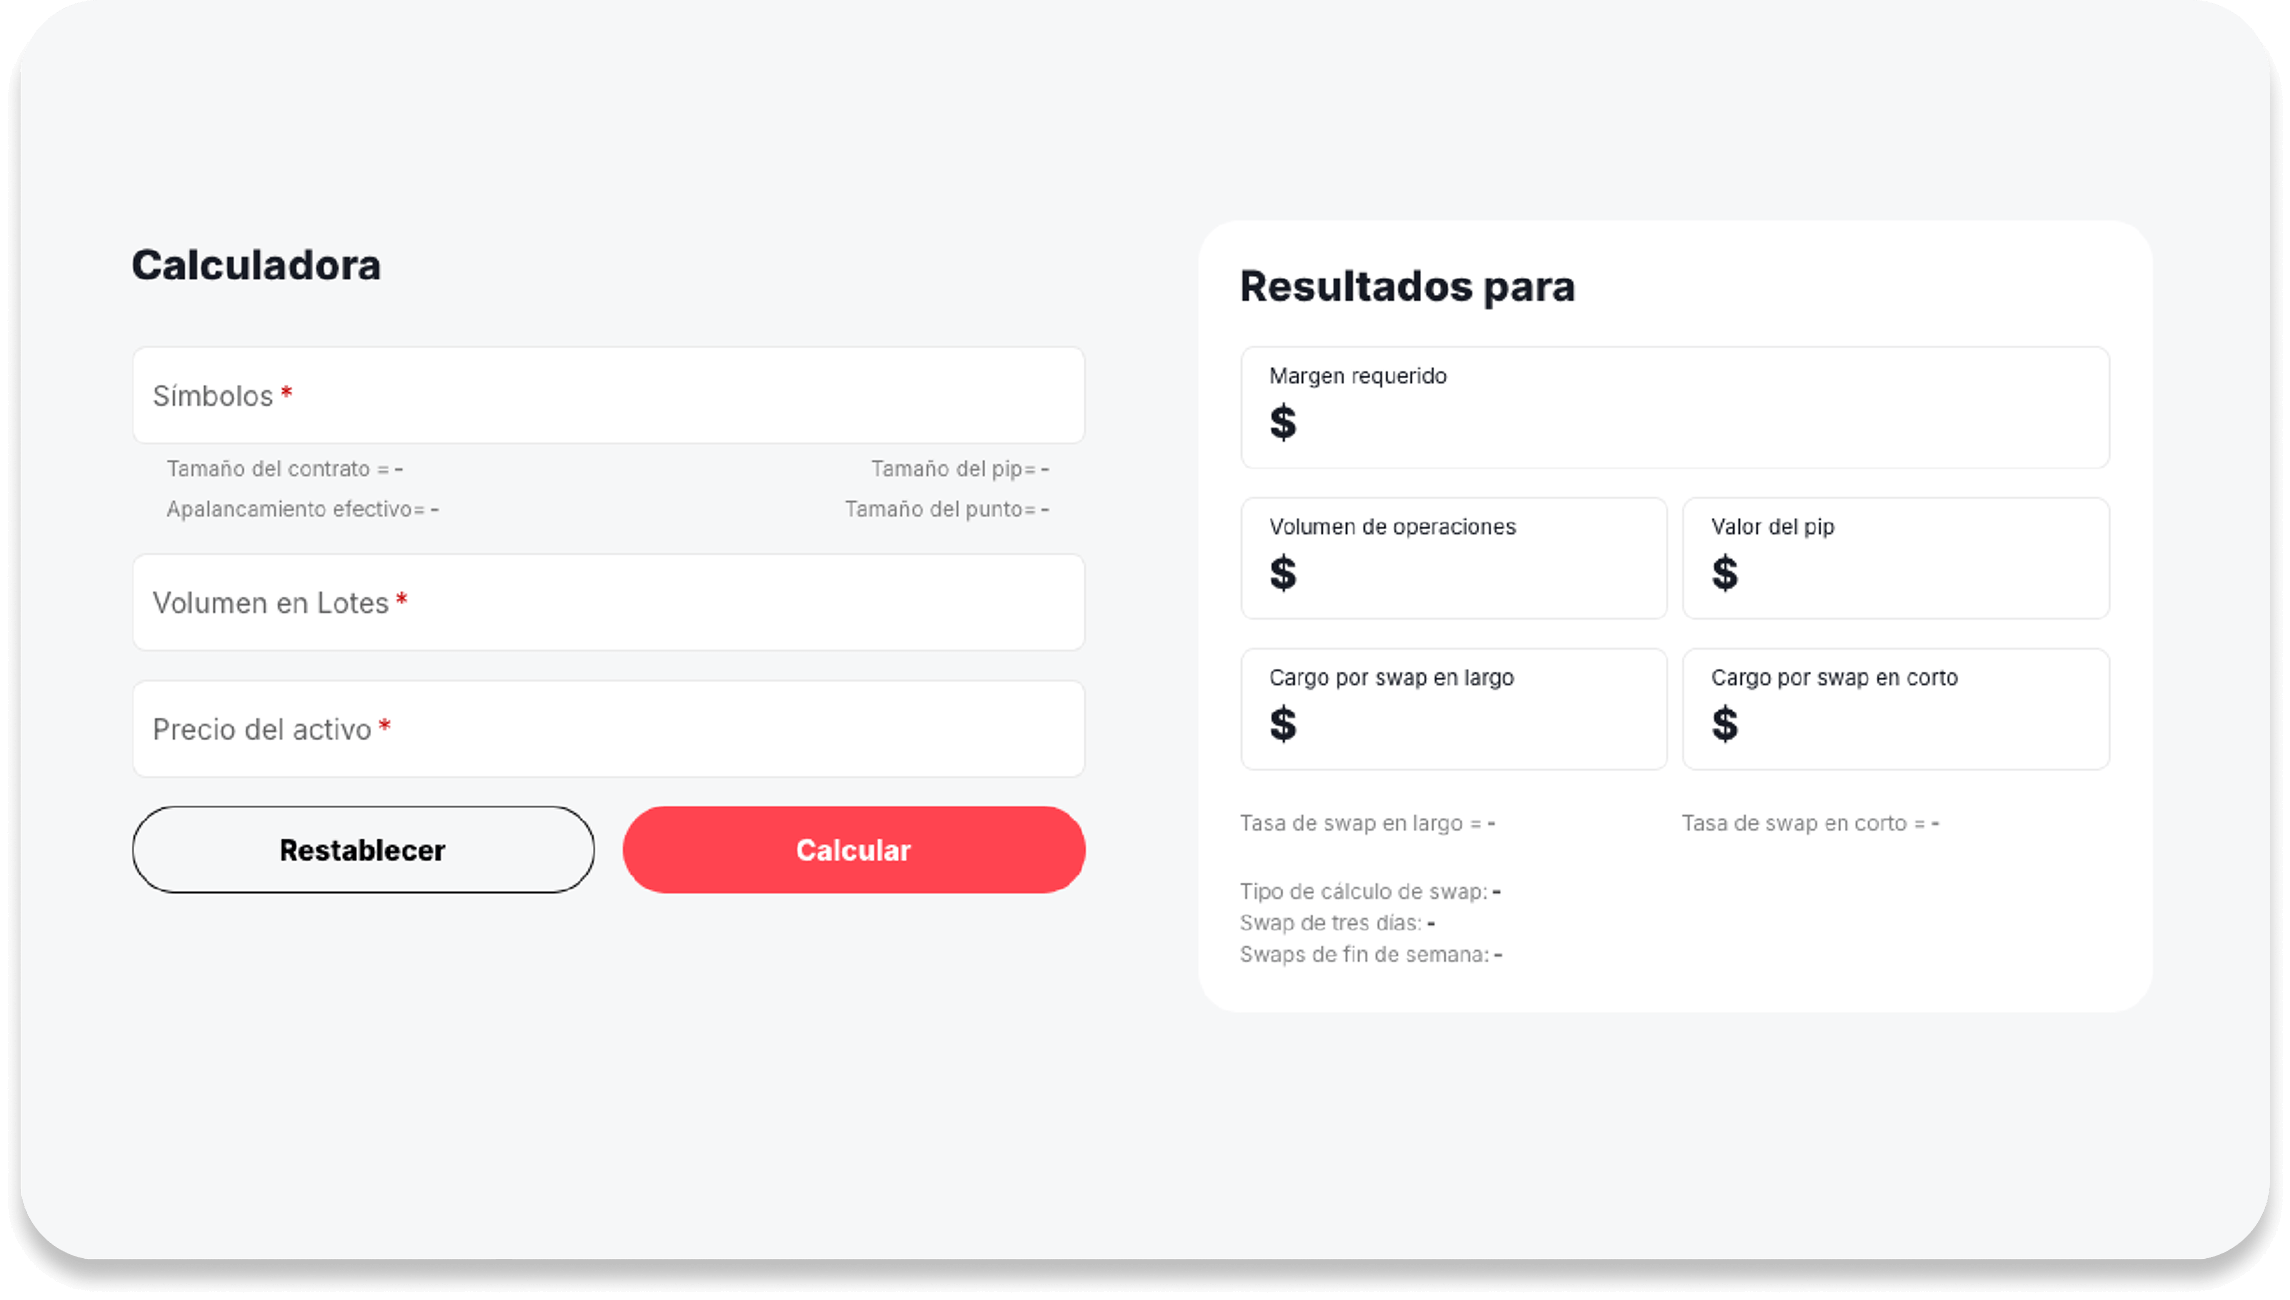 Calculadora
Símbolos *
Tamaño del contrato = -
Tamaño del pip= -
Apalancamiento efectivo= -
Tamaño del punto= -
Volumen en Lotes *
Precio del activo *
Restablecer
Calcular
Resultados para
Margen requerido
$
Volumen de operaciones
$
Valor del pip
$
Cargo por swap en largo
$
Cargo por swap en corto
$
Tasa de swap en largo = -
Tasa de swap en corto = -
Tipo de cálculo de swap: -
Swap de tres días: -
Swaps de fin de semana: -